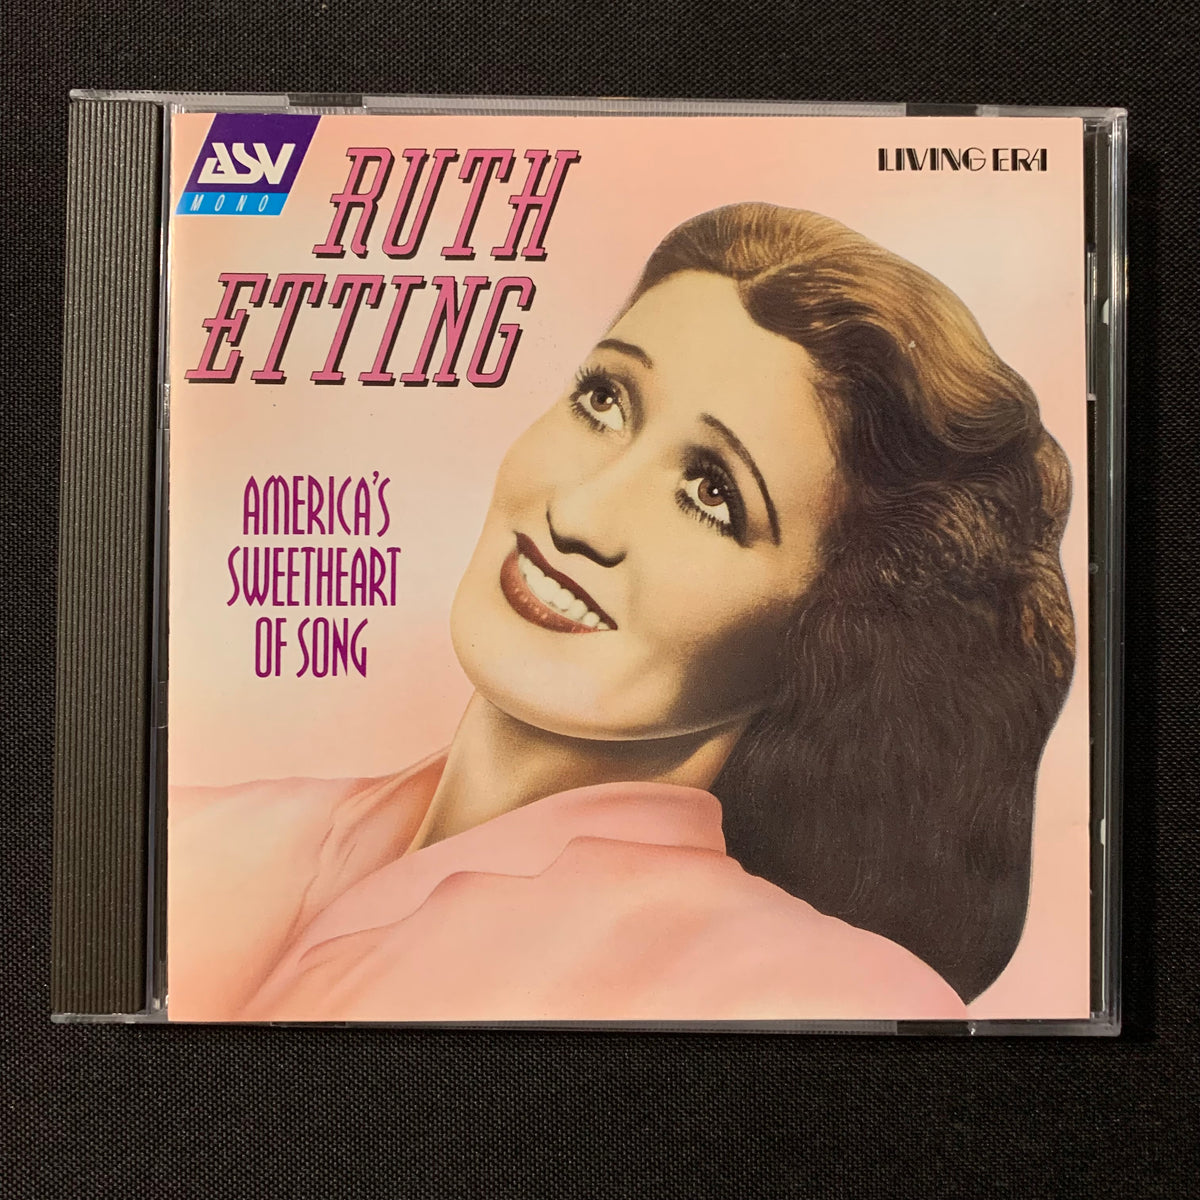 ASV
MONO
RUTH
ETTING
LIVING ERA
AMERICA'S
SWEETHEART
OF SONG